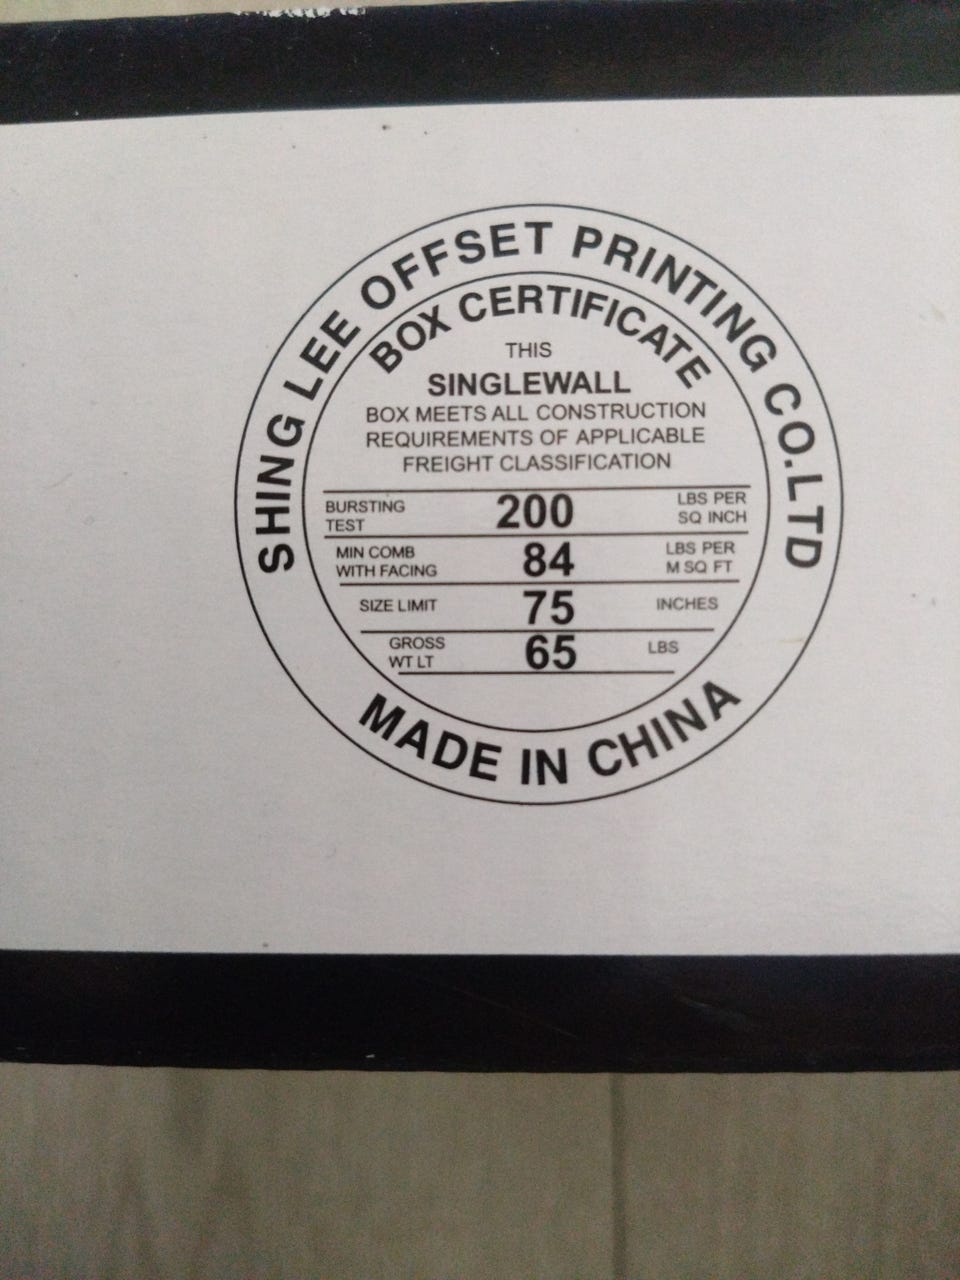 SHING LEE OFFSET PRINTING CO.LTD
BOX CERTIFICATE
THIS
SINGLEWALL
BOX MEETS ALL CONSTRUCTION
REQUIREMENTS OF APPLICABLE
FREIGHT CLASSIFICATION
BURSTING TEST 200 LBS PER SQ INCH
MIN COMB WITH FACING 84 LBS PER M SQ FT
SIZE LIMIT 75 INCHES
GROSS WT LT 65 LBS
MADE IN CHINA